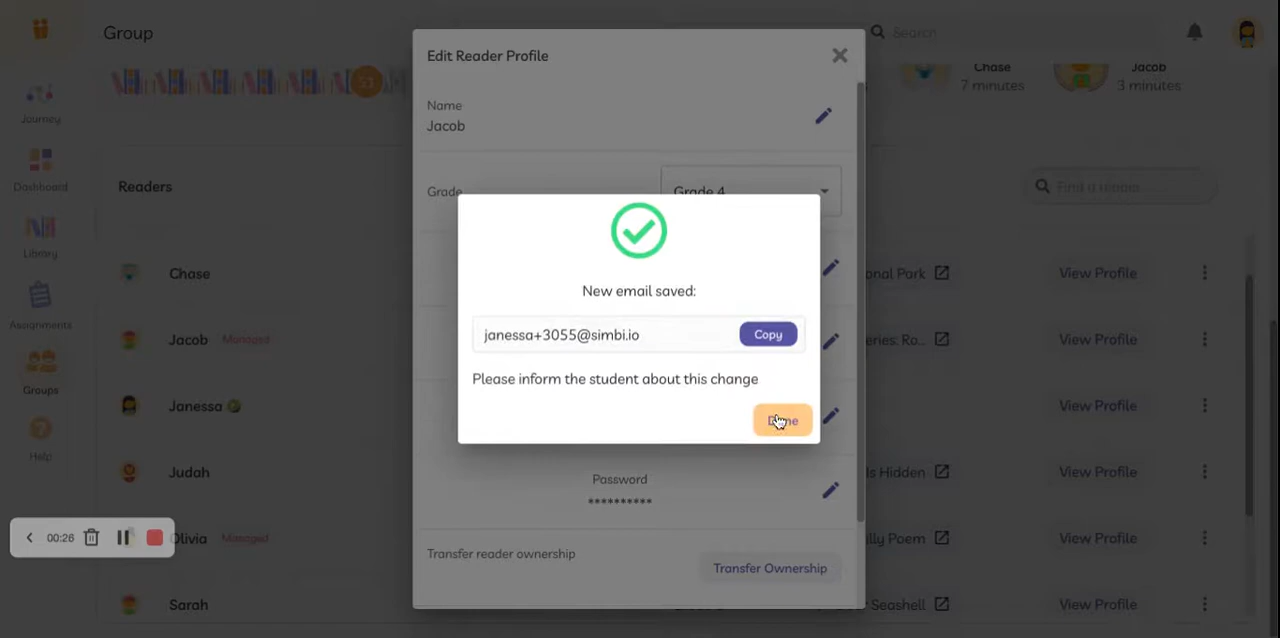 Group
Search
Edit Reader Profile
Chase
7 minutes
Jacob
3 minutes
Journey
Name
Jacob
Dashboard
Readers
Grade
Grade 4
Find a reader
Library
Chase
onal Park
View Profile
New email saved:
janessa+3055@simbi.io
Copy
Assignments
Jacob Managed
eries: Ro...
View Profile
Please inform the student about this change
Groups
Janessa
View Profile
Done
Help
Judah
ls Hidden
View Profile
Password
**********
00:26
Olivia Managed
illy Poem
View Profile
Transfer reader ownership
Transfer Ownership
Sarah
Seashell
View Profile